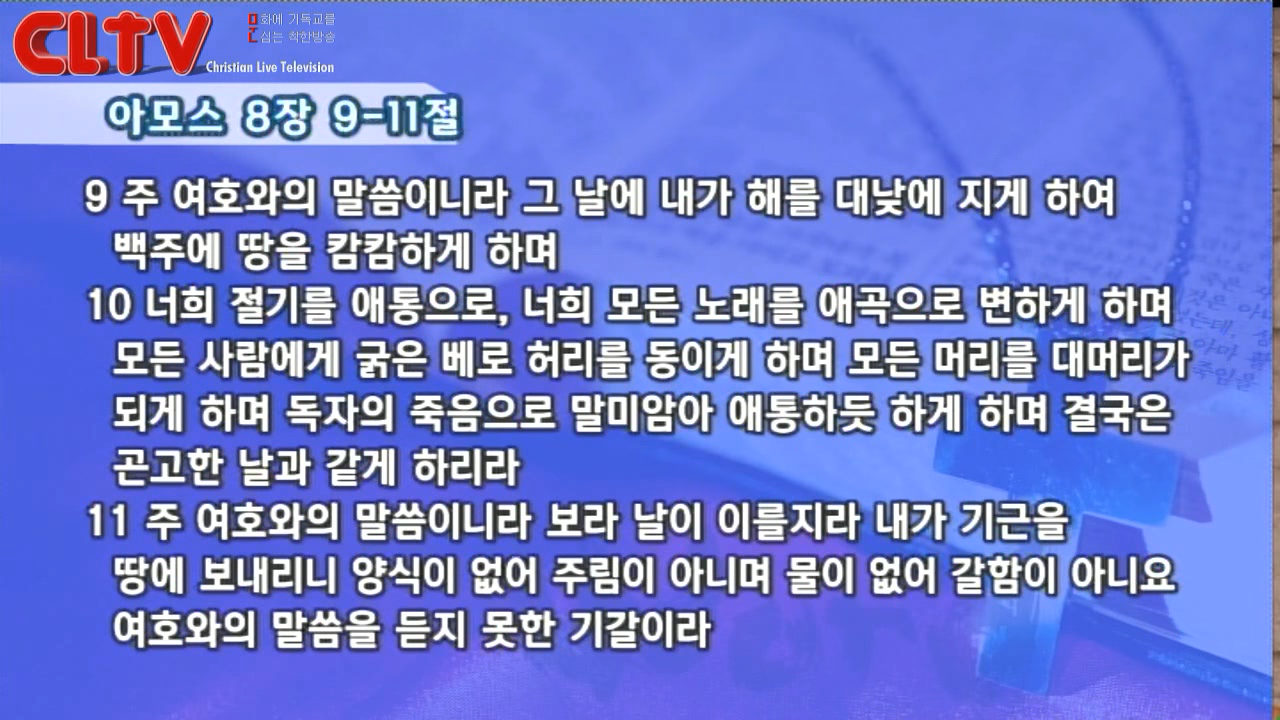 CLTV
문화에 기독교를
심는 착한방송
Christian Live Television
아모스 8장 9-11절
9 주 여호와의 말씀이니라 그 날에 내가 해를 대낮에 지게 하여
백주에 땅을 캄캄하게 하며
10 너희 절기를 애통으로, 너희 모든 노래를 애곡으로 변하게 하며
모든 사람에게 굵은 베로 허리를 동이게 하며 모든 머리를 대머리가
되게 하며 독자의 죽음으로 말미암아 애통하듯 하게 하며 결국은
곤고한 날과 같게 하리라
11 주 여호와의 말씀이니라 보라 날이 이를지라 내가 기근을
땅에 보내리니 양식이 없어 주림이 아니며 물이 없어 갈함이 아니요
여호와의 말씀을 듣지 못한 기갈이라